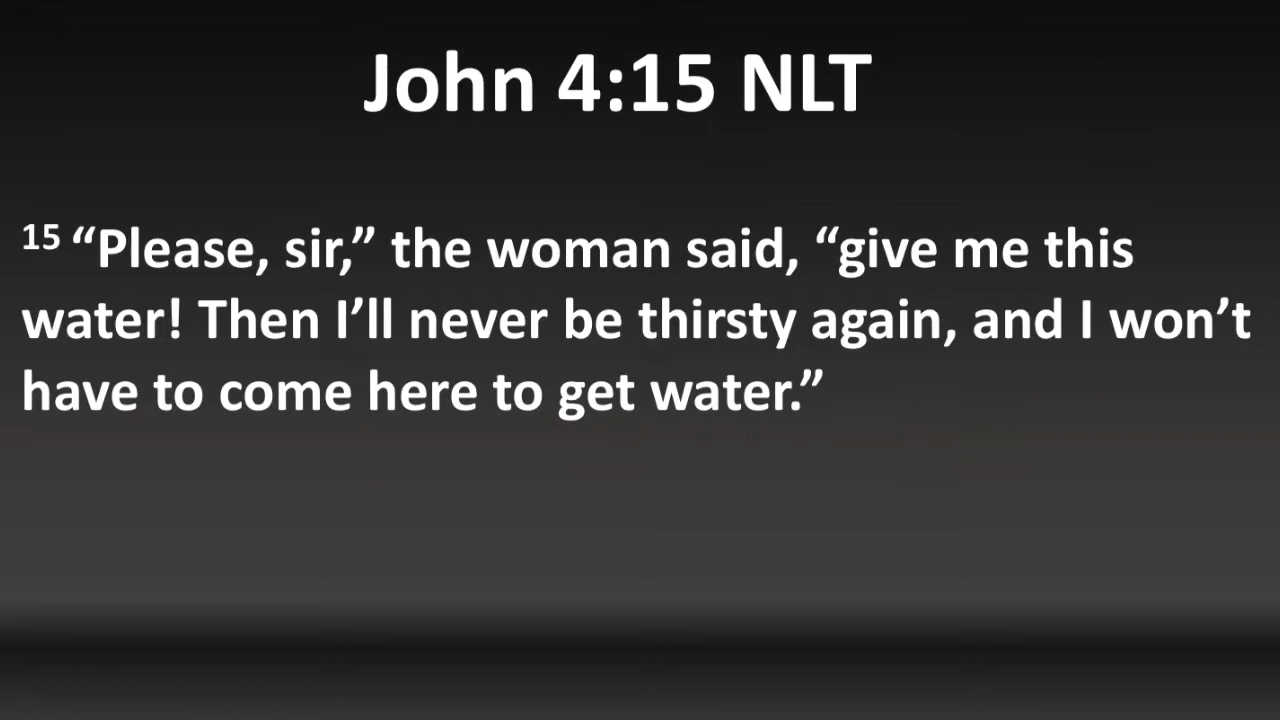 John 4:15 NLT
15 “Please, sir,” the woman said, “give me this
water! Then I’ll never be thirsty again, and I won’t
have to come here to get water.”